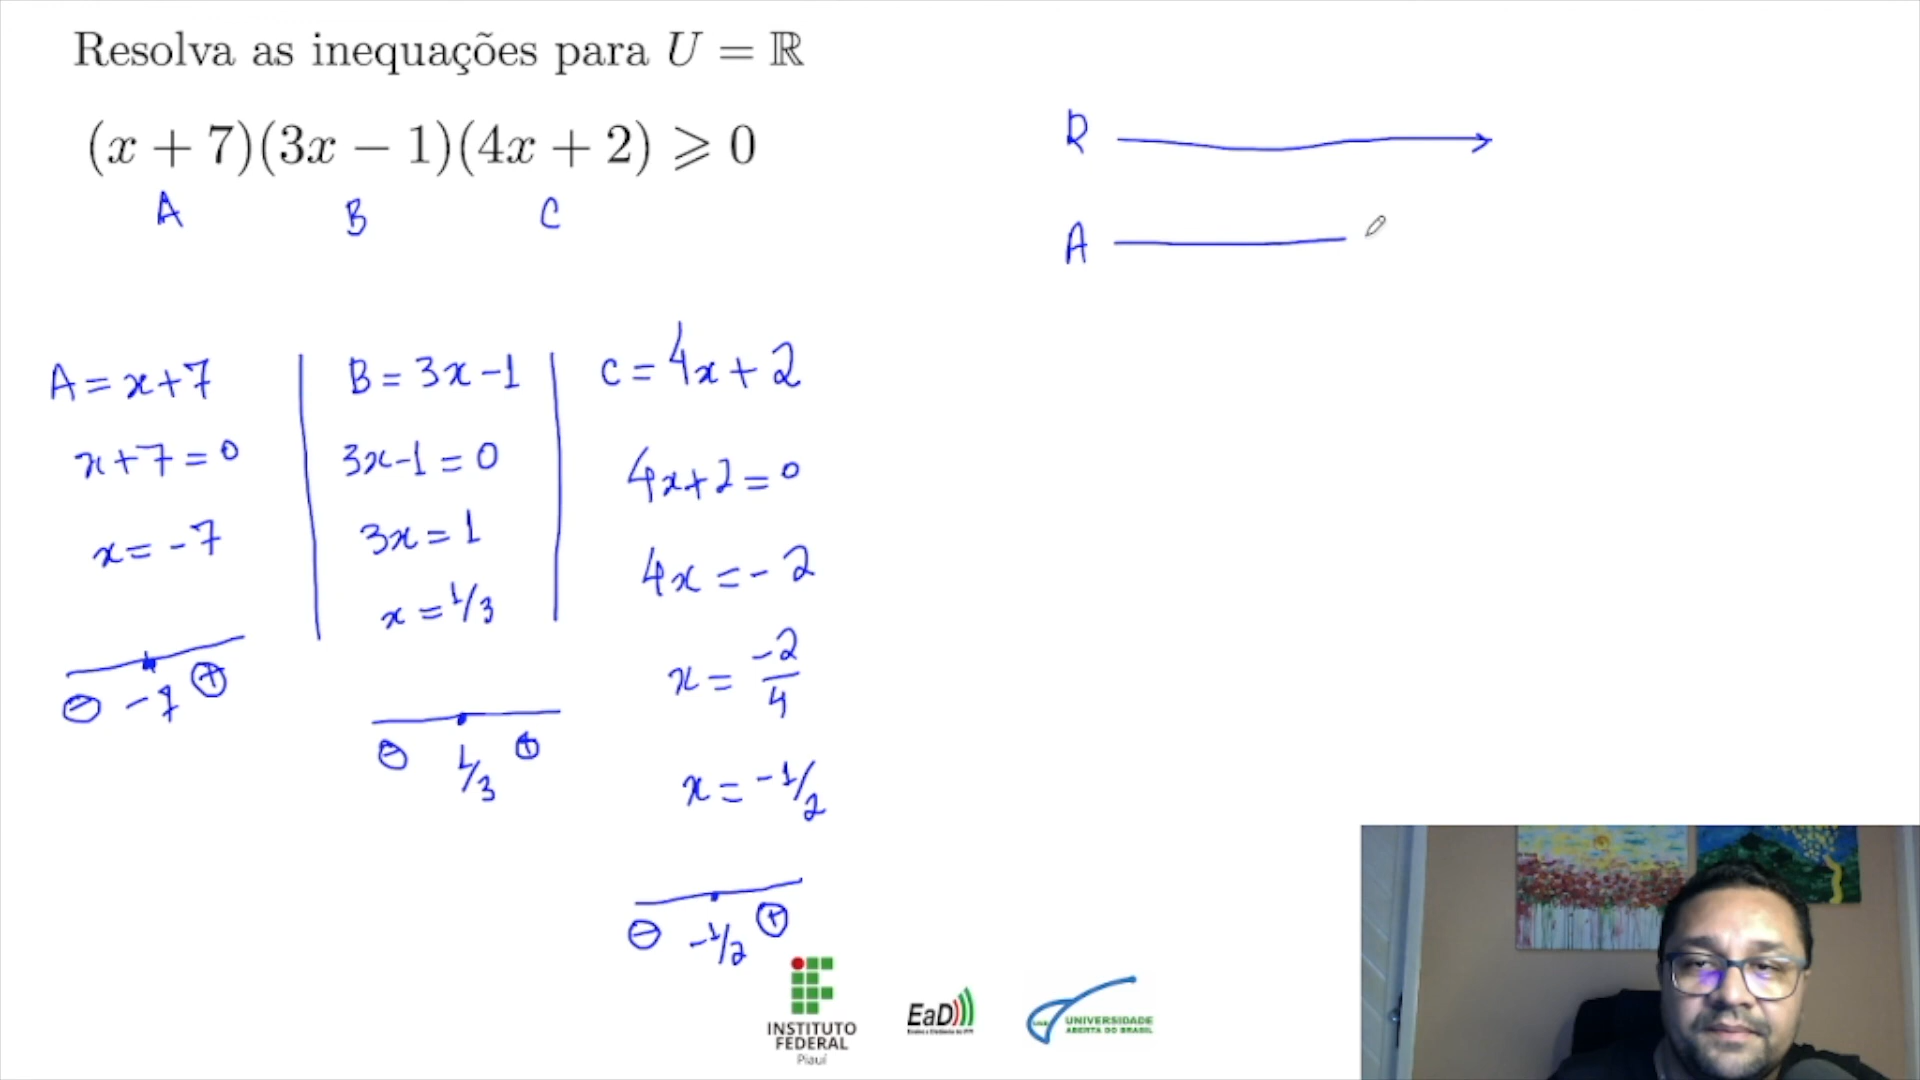 Resolva as inequações para U = ℝ
(x + 7)(3x − 1)(4x + 2) ⩾ 0
A B C
R
A
A = x+7
x+7=0
x=-7
⊖ -7 ⊕
B = 3x-1
3x-1=0
3x=1
x=1/3
⊖ 1/3 ⊕
C = 4x+2
4x+2=0
4x=-2
x=-2/4
x=-1/2
⊖ -1/2 ⊕
INSTITUTO
FEDERAL
Piauí
EaD
UNIVERSIDADE
ABERTA DO BRASIL